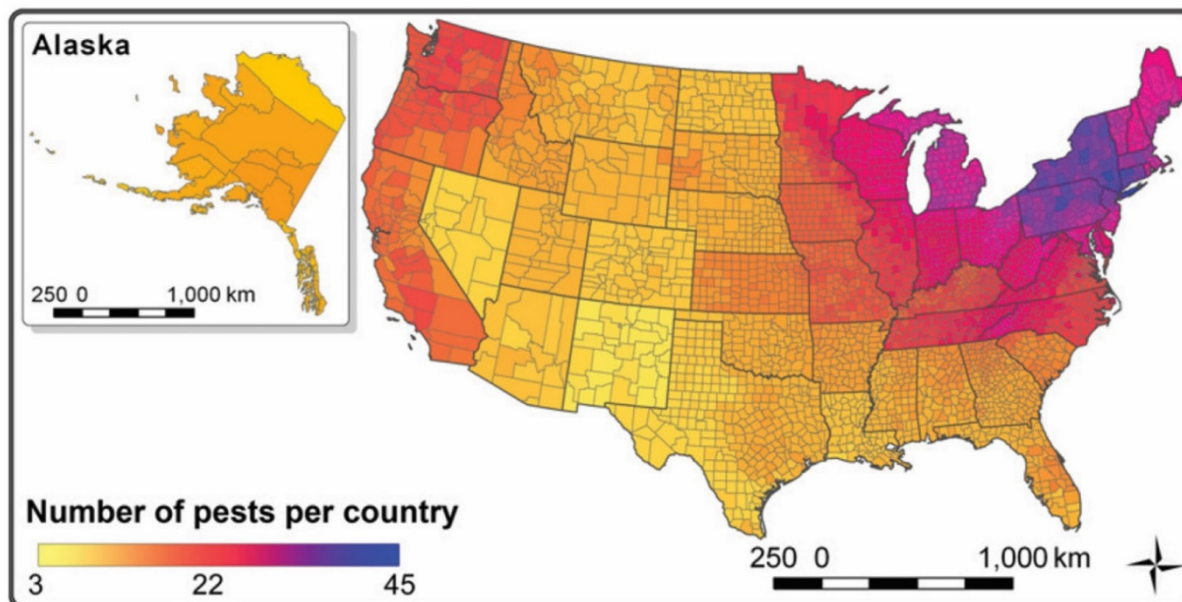 Alaska
250 0 1,000 km
Number of pests per country
3 22 45
250 0 1,000 km